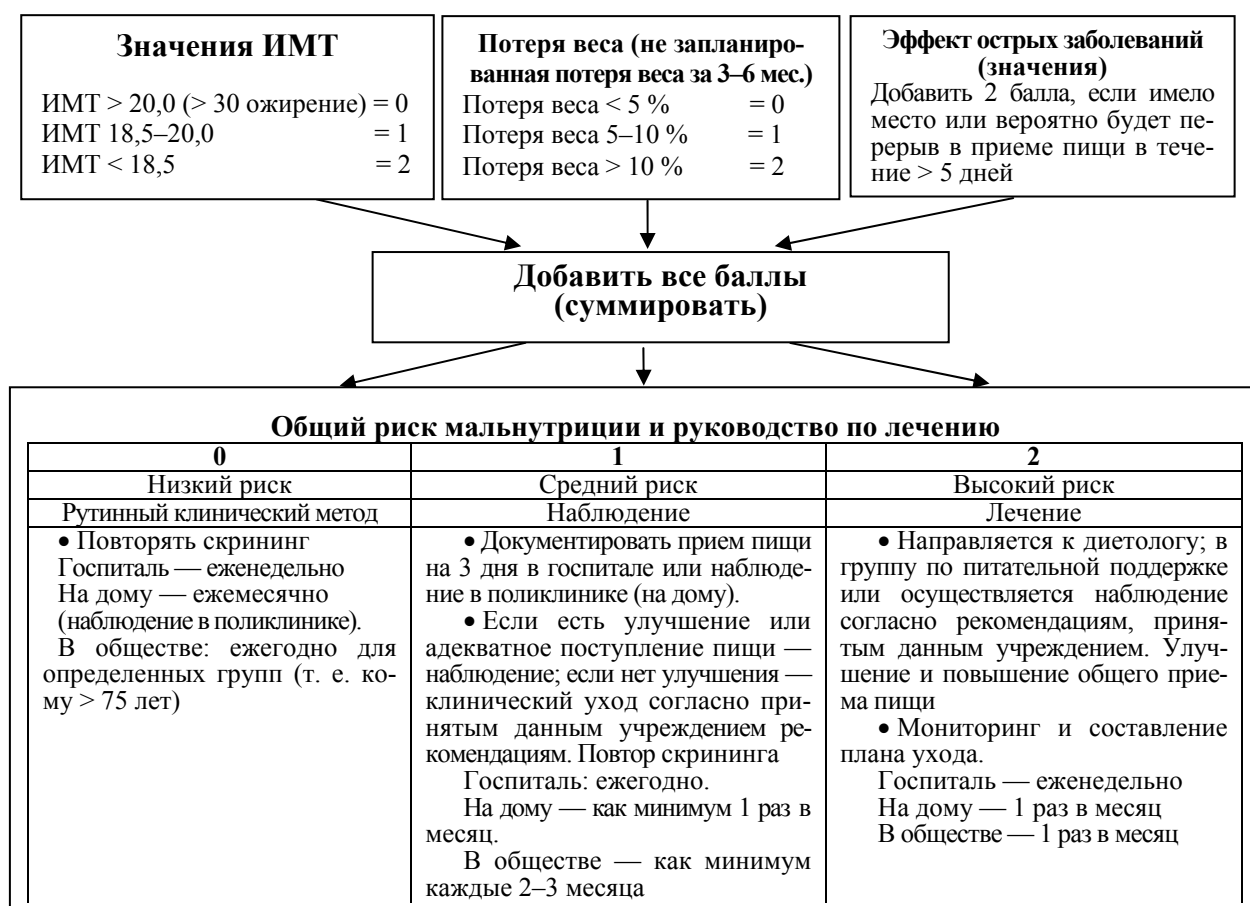 Значения ИМТ
ИМТ > 20,0 (> 30 ожирение) = 0
ИМТ 18,5–20,0 = 1
ИМТ < 18,5 = 2
Потеря веса (не запланиро-
ванная потеря веса за 3–6 мес.)
Потеря веса < 5 % = 0
Потеря веса 5–10 % = 1
Потеря веса > 10 % = 2
Эффект острых заболеваний
(значения)
Добавить 2 балла, если имело
место или вероятно будет пе-
рерыв в приеме пищи в тече-
ние > 5 дней
Добавить все баллы
(суммировать)
Общий риск мальнутриции и руководство по лечению
0
Низкий риск
Рутинный клинический метод
• Повторять скрининг
Госпиталь — еженедельно
На дому — ежемесячно
(наблюдение в поликлинике).
В обществе: ежегодно для
определенных групп (т. е. ко-
му > 75 лет)
1
Средний риск
Наблюдение
• Документировать прием пищи
на 3 дня в госпитале или наблюде-
ние в поликлинике (на дому).
• Если есть улучшение или
адекватное поступление пищи —
наблюдение; если нет улучшения —
клинический уход согласно при-
нятым данным учреждением ре-
комендациям. Повтор скрининга
Госпиталь: ежегодно.
На дому — как минимум 1 раз в
месяц.
В обществе — как минимум
каждые 2–3 месяца
2
Высокий риск
Лечение
• Направляется к диетологу; в
группу по питательной поддержке
или осуществляется наблюдение
согласно рекомендациям, приня-
тым данным учреждением. Улуч-
шение и повышение общего прие-
ма пищи
• Мониторинг и составление
плана ухода.
Госпиталь — еженедельно
На дому — 1 раз в месяц
В обществе — 1 раз в месяц